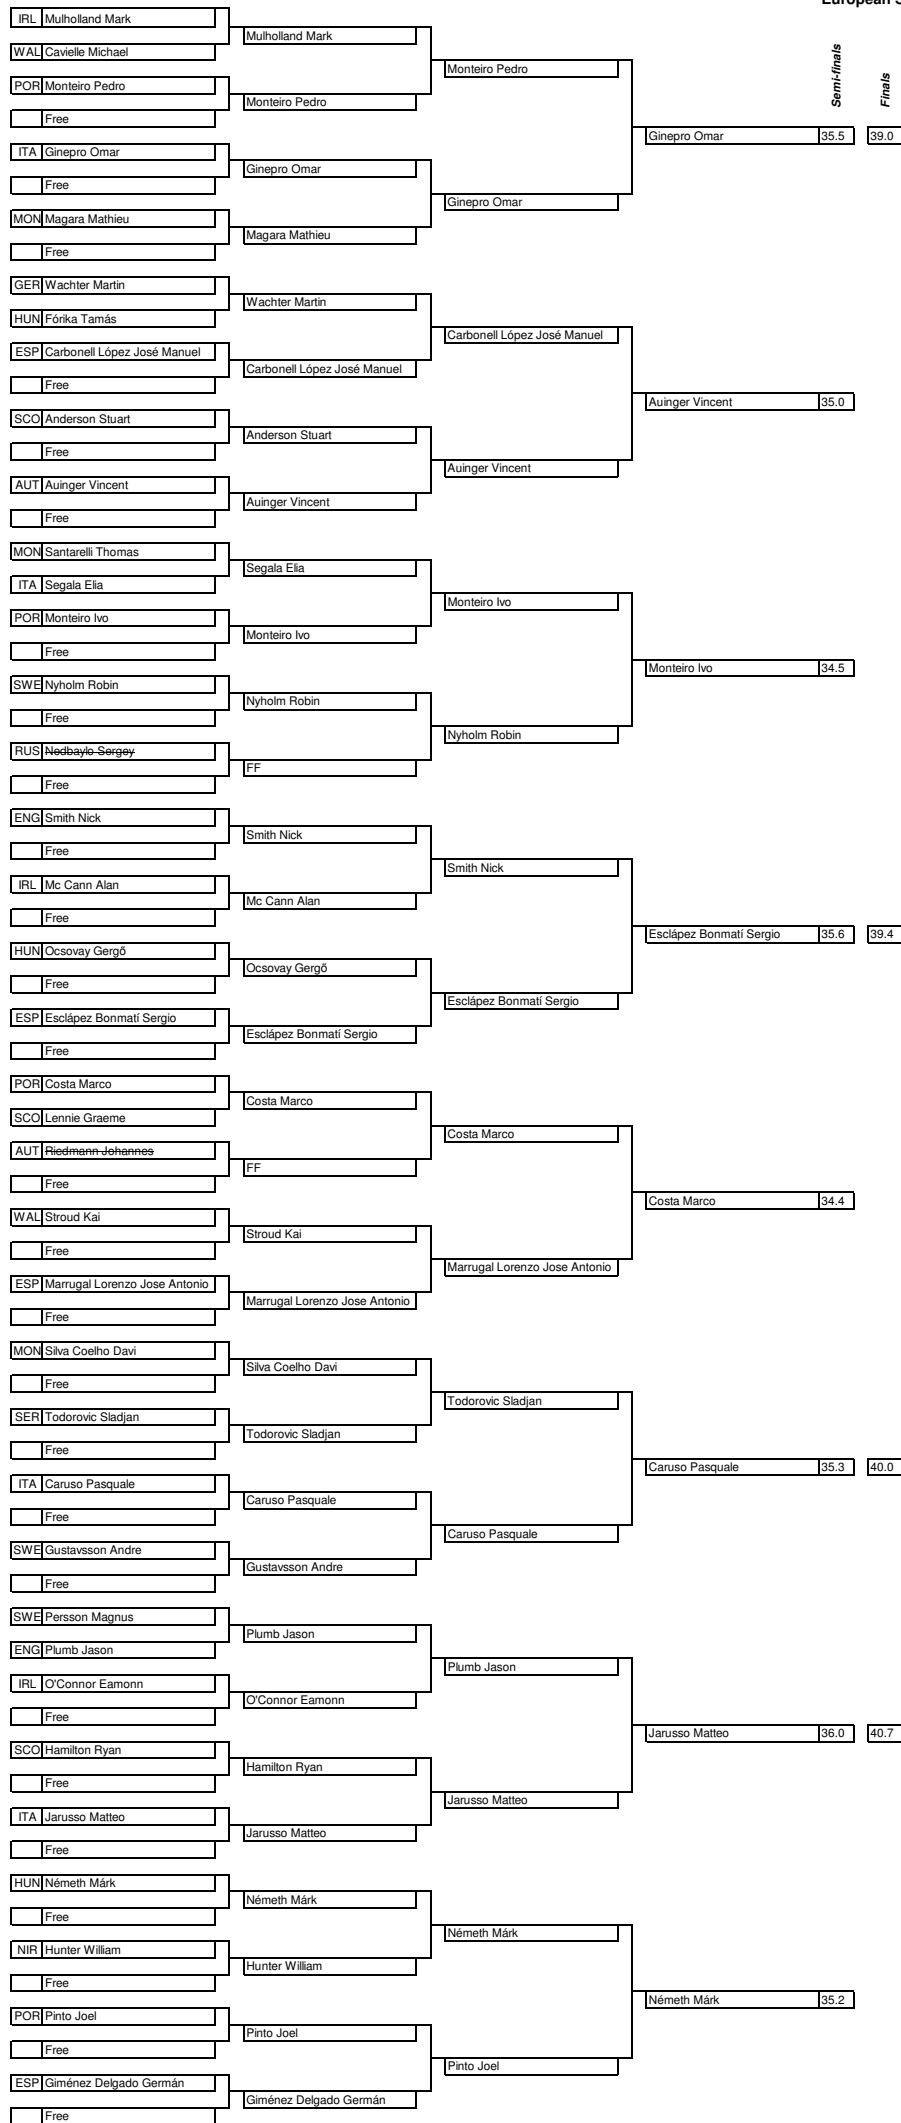 European S
Semi-finals
Finals
IRL Mulholland Mark
Mulholland Mark
WAL Cavielle Michael
Monteiro Pedro
POR Monteiro Pedro
Monteiro Pedro
Free
Ginepro Omar 35.5 39.0
ITA Ginepro Omar
Ginepro Omar
Free
Ginepro Omar
MON Magara Mathieu
Magara Mathieu
Free
GER Wachter Martin
Wachter Martin
HUN Fórika Tamás
Carbonell López José Manuel
ESP Carbonell López José Manuel
Carbonell López José Manuel
Free
Auinger Vincent 35.0
SCO Anderson Stuart
Anderson Stuart
Free
Auinger Vincent
AUT Auinger Vincent
Auinger Vincent
Free
MON Santarelli Thomas
Segala Elia
ITA Segala Elia
Monteiro Ivo
POR Monteiro Ivo
Monteiro Ivo
Free
Monteiro Ivo 34.5
SWE Nyholm Robin
Nyholm Robin
Free
Nyholm Robin
RUS Nedbaylo Sergey
FF
Free
ENG Smith Nick
Smith Nick
Free
Smith Nick
IRL Mc Cann Alan
Mc Cann Alan
Free
Esclápez Bonmatí Sergio 35.6 39.4
HUN Ocsovay Gergő
Ocsovay Gergő
Free
Esclápez Bonmatí Sergio
ESP Esclápez Bonmatí Sergio
Esclápez Bonmatí Sergio
Free
POR Costa Marco
Costa Marco
SCO Lennie Graeme
Costa Marco
AUT Riedmann Johannes
FF
Free
Costa Marco 34.4
WAL Stroud Kai
Stroud Kai
Free
Marrugal Lorenzo Jose Antonio
ESP Marrugal Lorenzo Jose Antonio
Marrugal Lorenzo Jose Antonio
Free
MON Silva Coelho Davi
Silva Coelho Davi
Free
Todorovic Sladjan
SER Todorovic Sladjan
Todorovic Sladjan
Free
Caruso Pasquale 35.3 40.0
ITA Caruso Pasquale
Caruso Pasquale
Free
Caruso Pasquale
SWE Gustavsson Andre
Gustavsson Andre
Free
SWE Persson Magnus
Plumb Jason
ENG Plumb Jason
Plumb Jason
IRL O'Connor Eamonn
O'Connor Eamonn
Free
Jarusso Matteo 36.0 40.7
SCO Hamilton Ryan
Hamilton Ryan
Free
Jarusso Matteo
ITA Jarusso Matteo
Jarusso Matteo
Free
HUN Németh Márk
Németh Márk
Free
Németh Márk
NIR Hunter William
Hunter William
Free
Németh Márk 35.2
POR Pinto Joel
Pinto Joel
Free
Pinto Joel
ESP Giménez Delgado Germán
Giménez Delgado Germán
Free